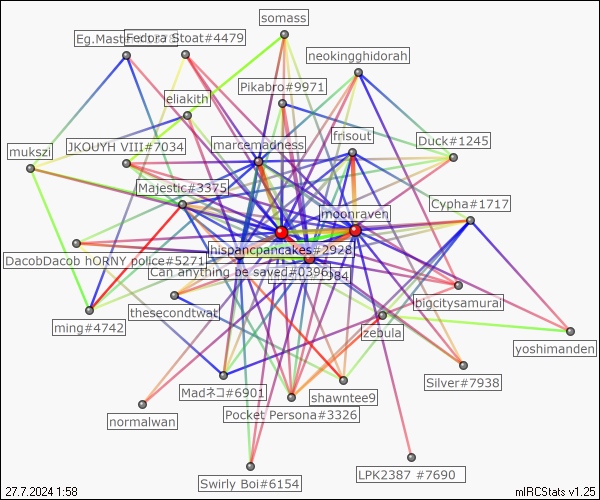 somass
Fedora Stoat#4479
neokingghidorah
Pikabro#9971
eliakith
frisout
Duck#1245
marcemadness
JKOUYH VIII#7034
mukszi
Majestic#3375
Cypha#1717
moonraven
hispancpancakes#2928
DacobDacob hORNY police#5271
Can anything be saved#0396
bigcitysamurai
thesecondtwat
ming#4742
zebula
yoshimanden
Silver#7938
Madネコ#6901
shawntee9
Pocket Persona#3326
normalwan
Swirly Boi#6154
LPK2387 #7690
27.7.2024 1:58
mIRCStats v1.25